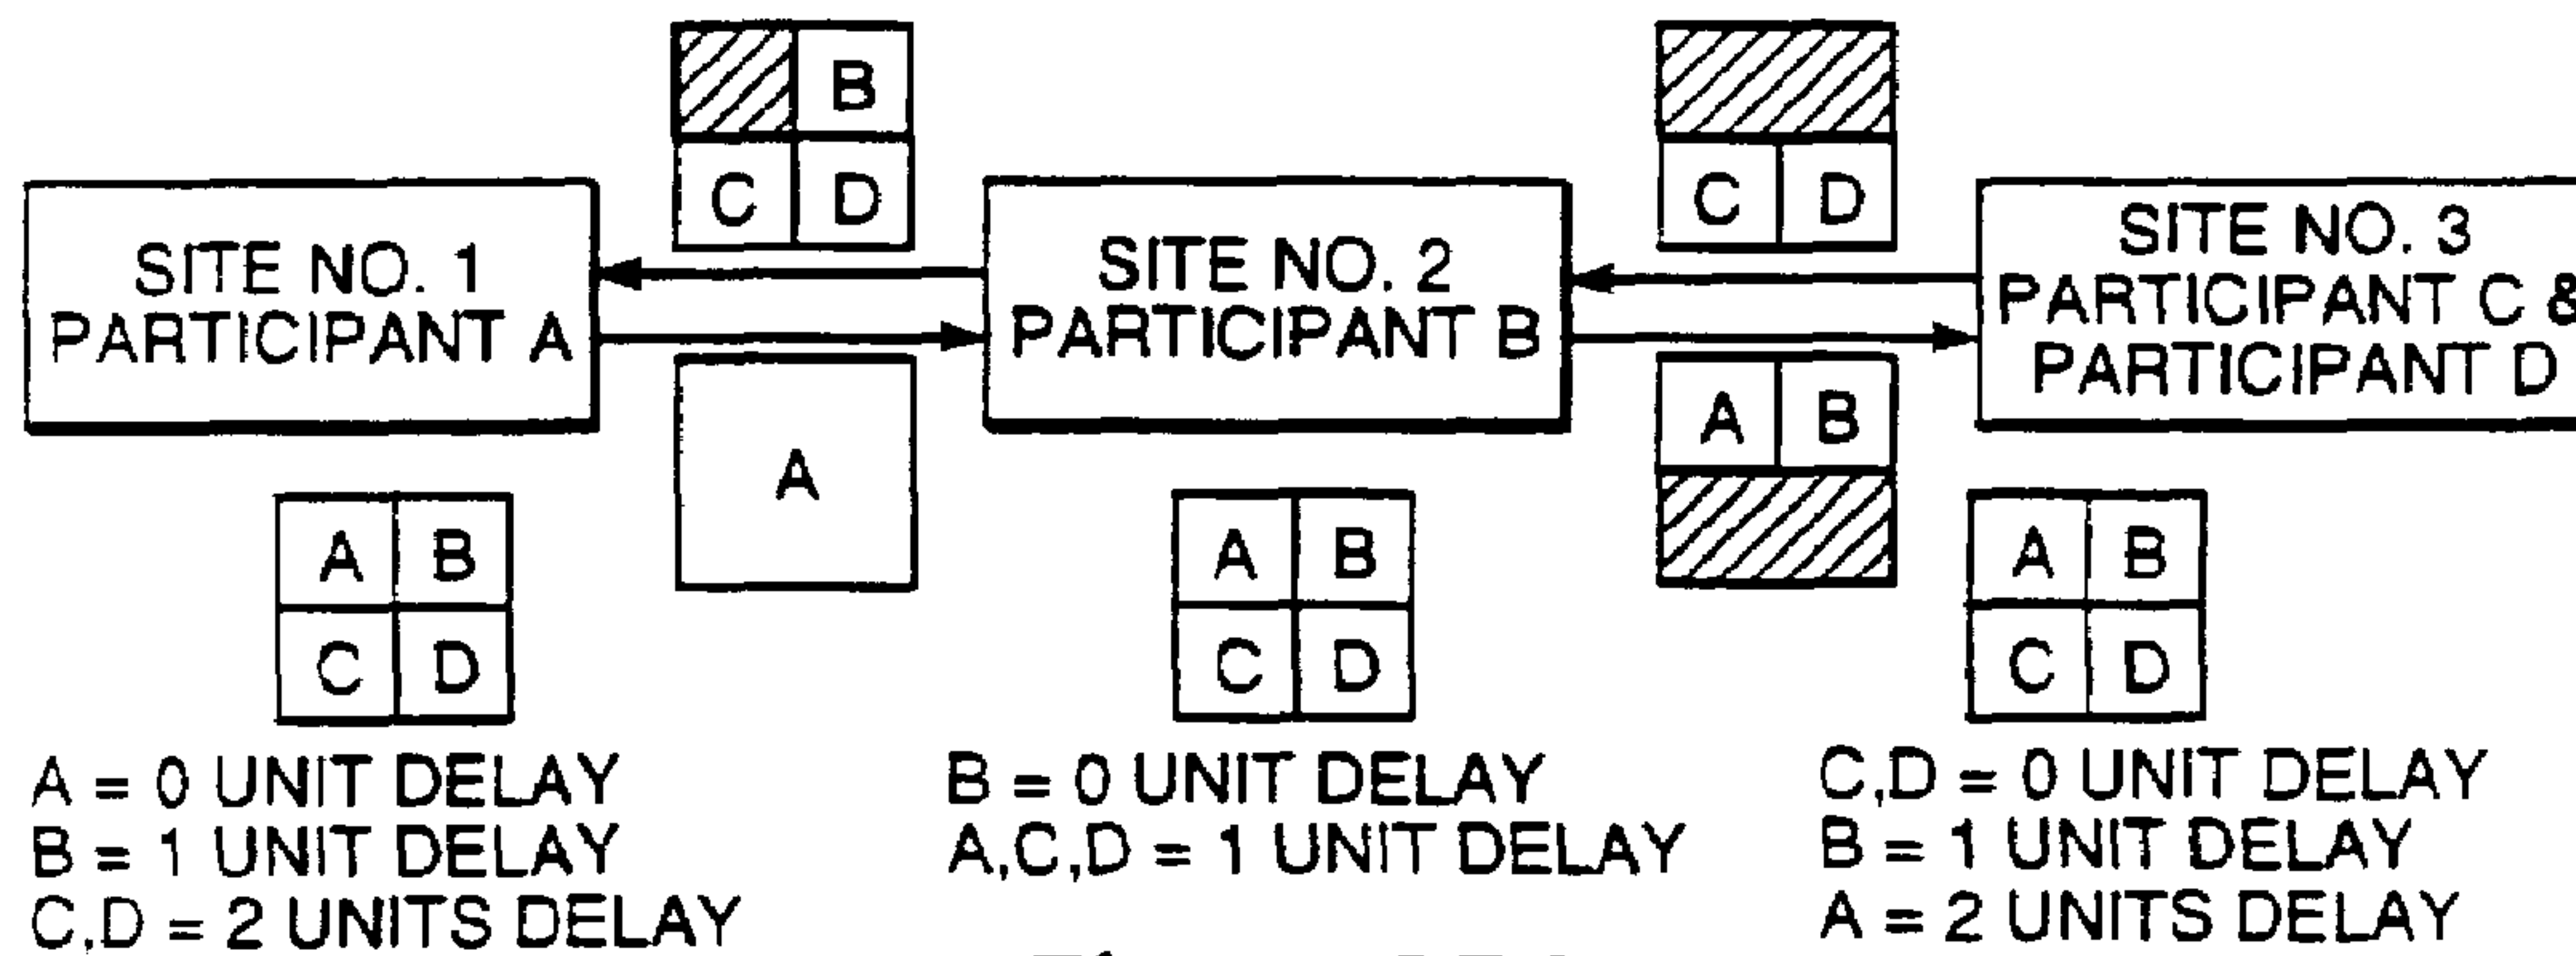 B
C D
C D
SITE NO. 1
PARTICIPANT A
SITE NO. 2
PARTICIPANT B
SITE NO. 3
PARTICIPANT C &
PARTICIPANT D
A
A B
A B
C D
A B
C D
A B
C D
A = 0 UNIT DELAY
B = 1 UNIT DELAY
C,D = 2 UNITS DELAY
B = 0 UNIT DELAY
A,C,D = 1 UNIT DELAY
C,D = 0 UNIT DELAY
B = 1 UNIT DELAY
A = 2 UNITS DELAY